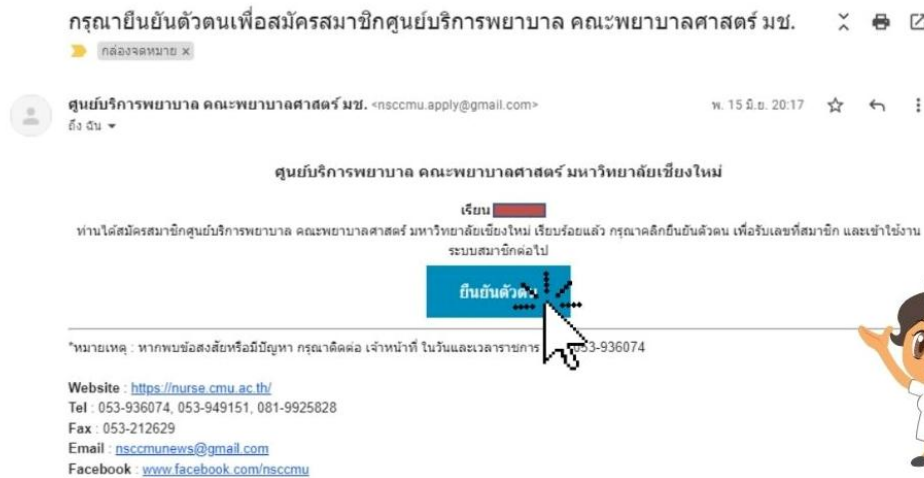 กรุณายืนยันตัวตนเพื่อสมัครสมาชิกศูนย์บริการพยาบาล คณะพยาบาลศาสตร์ มช.
กล่องจดหมาย x
ศูนย์บริการพยาบาล คณะพยาบาลศาสตร์ มช. <nsccmu.apply@gmail.com>
พ. 15 มิ.ย. 20:17
ถึง ฉัน
ศูนย์บริการพยาบาล คณะพยาบาลศาสตร์ มหาวิทยาลัยเชียงใหม่
เรียน
ท่านได้สมัครสมาชิกศูนย์บริการพยาบาล คณะพยาบาลศาสตร์ มหาวิทยาลัยเชียงใหม่ เรียบร้อยแล้ว กรุณาคลิกยืนยันตัวตน เพื่อรับเลขที่สมาชิก และเข้าใช้งาน
ระบบสมาชิกต่อไป
ยืนยันตัวตน
*หมายเหตุ : หากพบข้อสงสัยหรือมีปัญหา กรุณาติดต่อ เจ้าหน้าที่ ในวันและเวลาราชการ 053-936074
Website : https://nurse.cmu.ac.th/
Tel : 053-936074, 053-949151, 081-9925828
Fax : 053-212629
Email : nsccmunews@gmail.com
Facebook : www.facebook.com/nsccmu